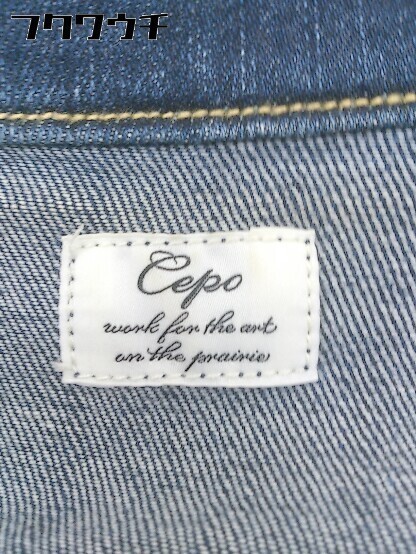 フクワウチ
Cepo
work for the art
on the prairie